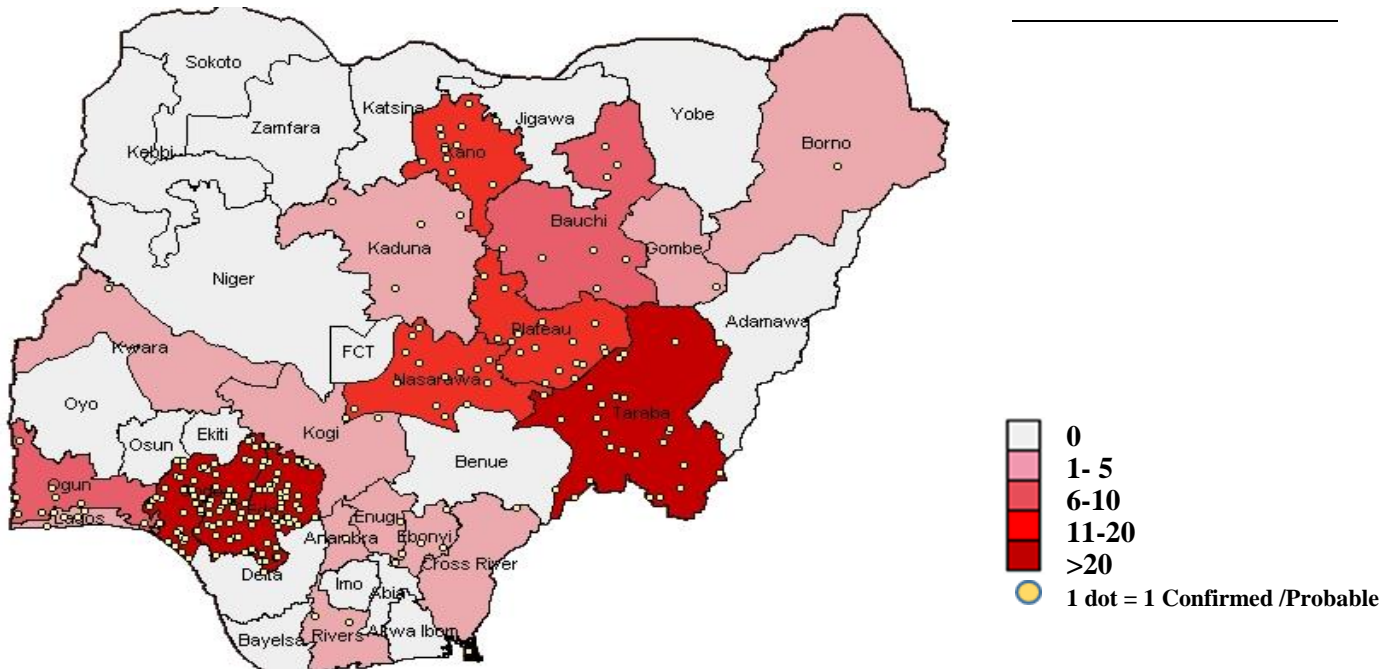 Sokoto
Katsina
Jigawa
Yobe
Zamfara
Kebbi
Kano
Borno
Bauchi
Kaduna
Gombe
Niger
Adamawa
Plateau
FCT
Kwara
Nasarawa
Oyo
Taraba
Kogi
Ekiti
Osun
Benue
Ogun
Lagos
Enugu
Anambra
Ebonyi
Cross River
Delta
Imo
Abia
Bayelsa
Rivers
Akwa Ibom
0
1- 5
6-10
11-20
>20
1 dot = 1 Confirmed /Probable